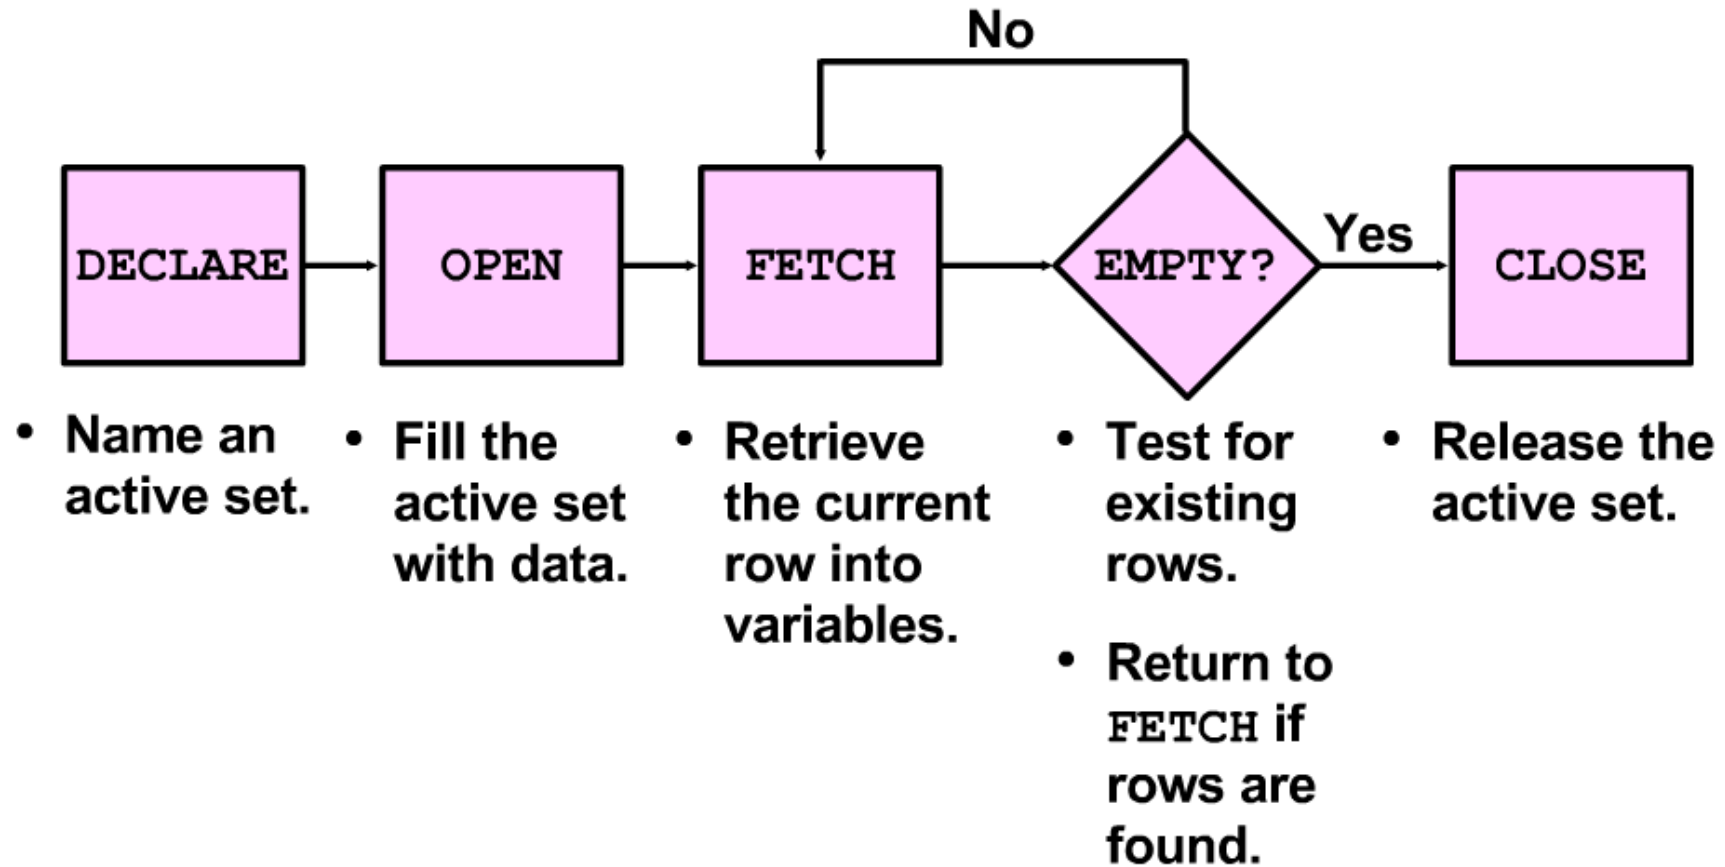 No
DECLARE
OPEN
FETCH
EMPTY?
Yes
CLOSE
• Name an
active set.
• Fill the
active set
with data.
• Retrieve
the current
row into
variables.
• Test for
existing
rows.
• Return to
FETCH if
rows are
found.
• Release the
active set.